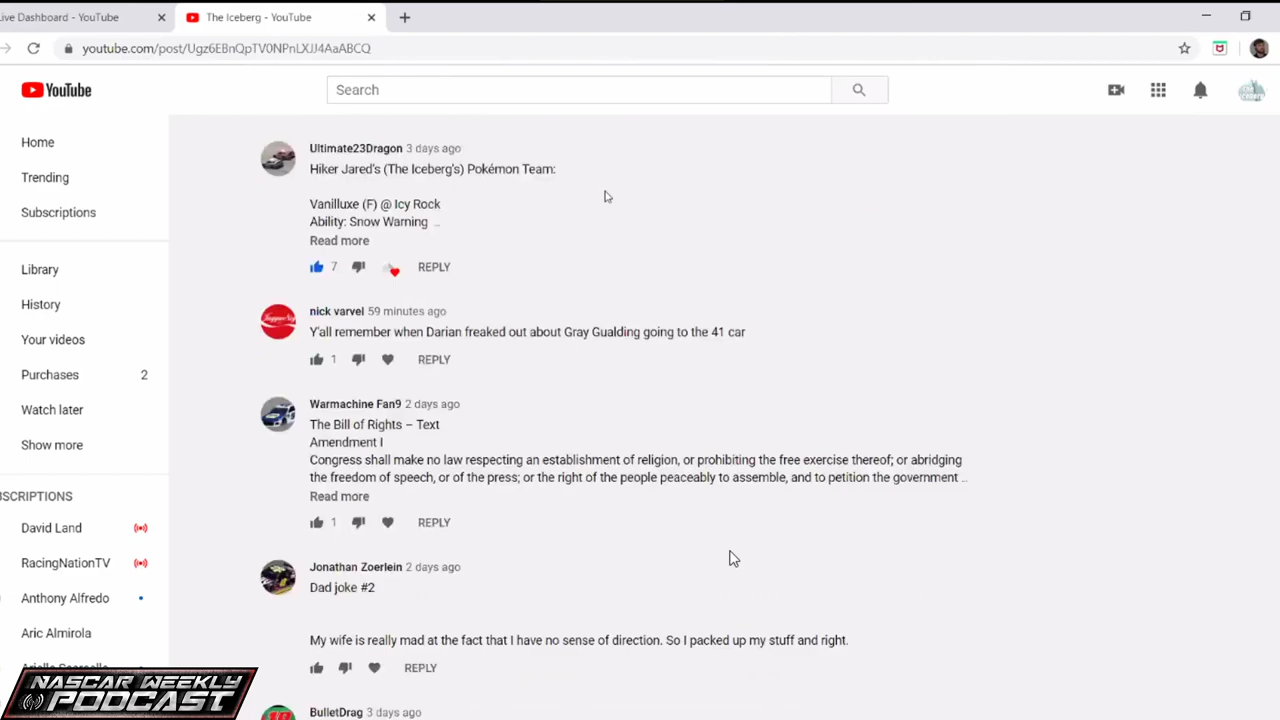 Live Dashboard - YouTube
The Iceberg - YouTube
youtube.com/post/Ugz6EBnQpTV0NPnLXJJ4AaABCQ
YouTube
Search
Home
Trending
Subscriptions
Library
History
Your videos
Purchases 2
Watch later
Show more
BSCRIPTIONS
David Land
RacingNationTV
Anthony Alfredo
Aric Almirola
Ultimate23Dragon 3 days ago
Hiker Jared's (The Iceberg's) Pokémon Team:
Vanilluxe (F) @ Icy Rock
Ability: Snow Warning ...
Read more
7 REPLY
nick varvel 59 minutes ago
Y'all remember when Darian freaked out about Gray Gualding going to the 41 car
1 REPLY
Warmachine Fan9 2 days ago
The Bill of Rights – Text
Amendment I
Congress shall make no law respecting an establishment of religion, or prohibiting the free exercise thereof; or abridging
the freedom of speech, or of the press; or the right of the people peaceably to assemble, and to petition the government ...
Read more
1 REPLY
Jonathan Zoerlein 2 days ago
Dad joke #2
My wife is really mad at the fact that I have no sense of direction. So I packed up my stuff and right.
REPLY
BulletDrag 3 days ago
NASCAR WEEKLY
PODCAST